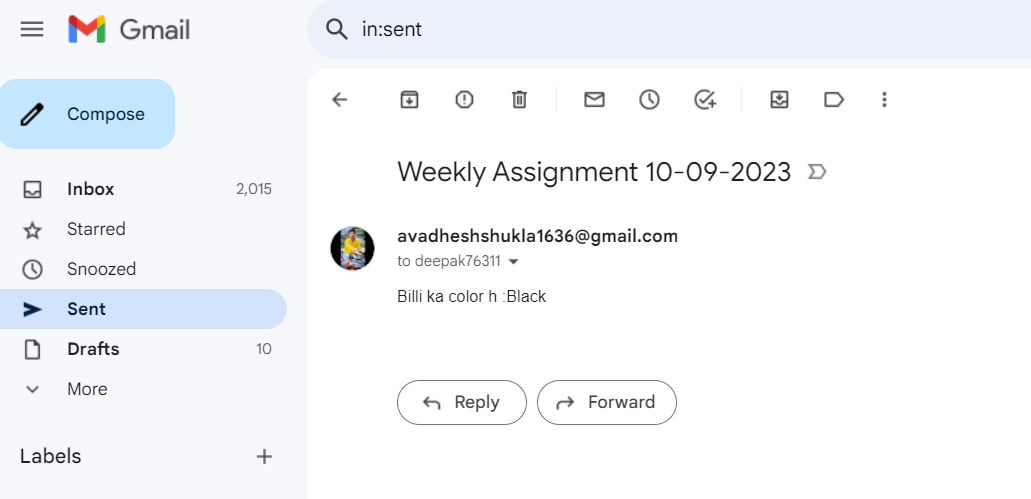 Gmail
in:sent
Compose
Weekly Assignment 10-09-2023
Inbox 2,015
Starred
avadheshshukla1636@gmail.com
to deepak76311
Snoozed
Billi ka color h :Black
Sent
Drafts 10
More
Reply
Forward
Labels